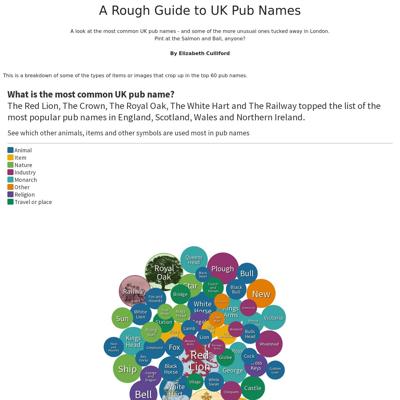 A Rough Guide to UK Pub Names
A look at the most common UK pub names - and some of the more unusual ones tucked away in London.
Pint at the Salmon and Ball, anyone?
By Elizabeth Culliford
This is a breakdown of some of the types of items or images that crop up in the top 60 pub names.
What is the most common UK pub name?
The Red Lion, The Crown, The Royal Oak, The White Hart and The Railway topped the list of the
most popular pub names in England, Scotland, Wales and Northern Ireland.
See which other animals, items and other symbols are used most in pub names
Animal
Item
Nature
Industry
Monarch
Other
Religion
Travel or place
Queens
Head
Royal
Oak
Plough
Bull
Star
Railway
New
White
Horse
Bridge
Black
Bull
Kings
Arms
Sun
White
Lion
Station
Victoria
Kings
Head
Lamb
Lion
Bulls
Head
Fox
Red
Lion
Globe
Cock
Ship
Black
Horse
George
Cross
Keys
Bell
White
Hart
Village
Castle